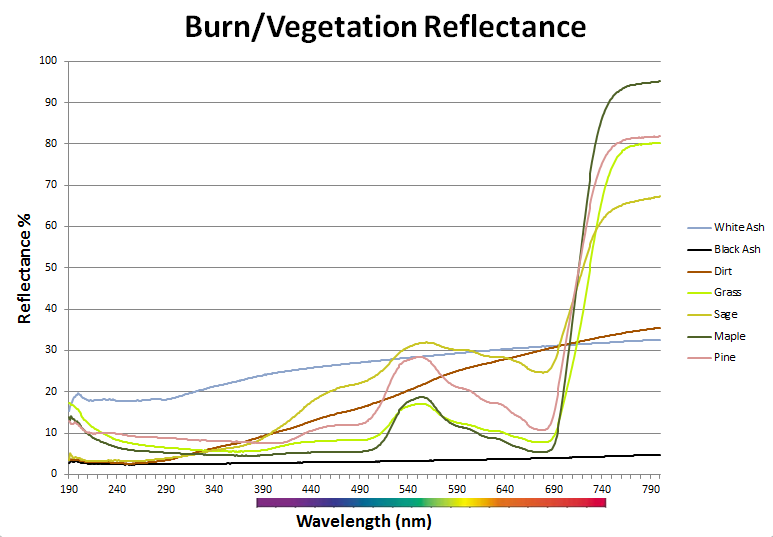 Burn/Vegetation Reflectance
100
90
80
70
60
50
40
30
20
10
0
Reflectance %
190 240 290 340 390 440 490 540 590 640 690 740 790
Wavelength (nm)
White Ash
Black Ash
Dirt
Grass
Sage
Maple
Pine